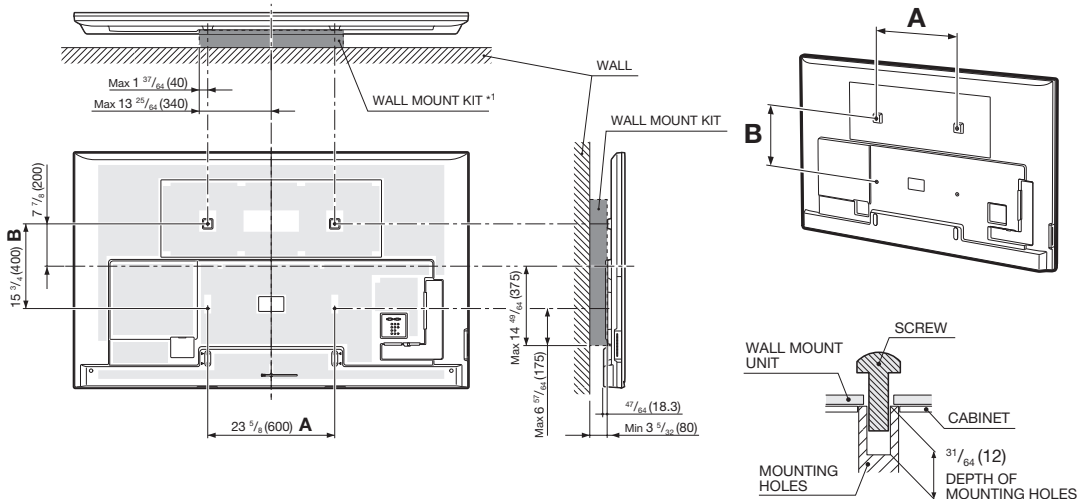 Max 1 37/64 (40)
Max 13 25/64 (340)
WALL MOUNT KIT *1
WALL
WALL MOUNT KIT
7 7/8 (200)
15 3/4 (400) B
23 5/8 (600) A
Max 14 49/64 (375)
Max 6 57/64 (175)
47/64 (18.3)
Min 3 5/32 (80)
A
B
SCREW
WALL MOUNT
UNIT
CABINET
31/64 (12)
DEPTH OF
MOUNTING HOLES
MOUNTING
HOLES